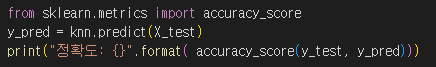 from sklearn.metrics import accuracy_score
y_pred = knn.predict(X_test)
print("정확도: {}".format( accuracy_score(y_test, y_pred)))